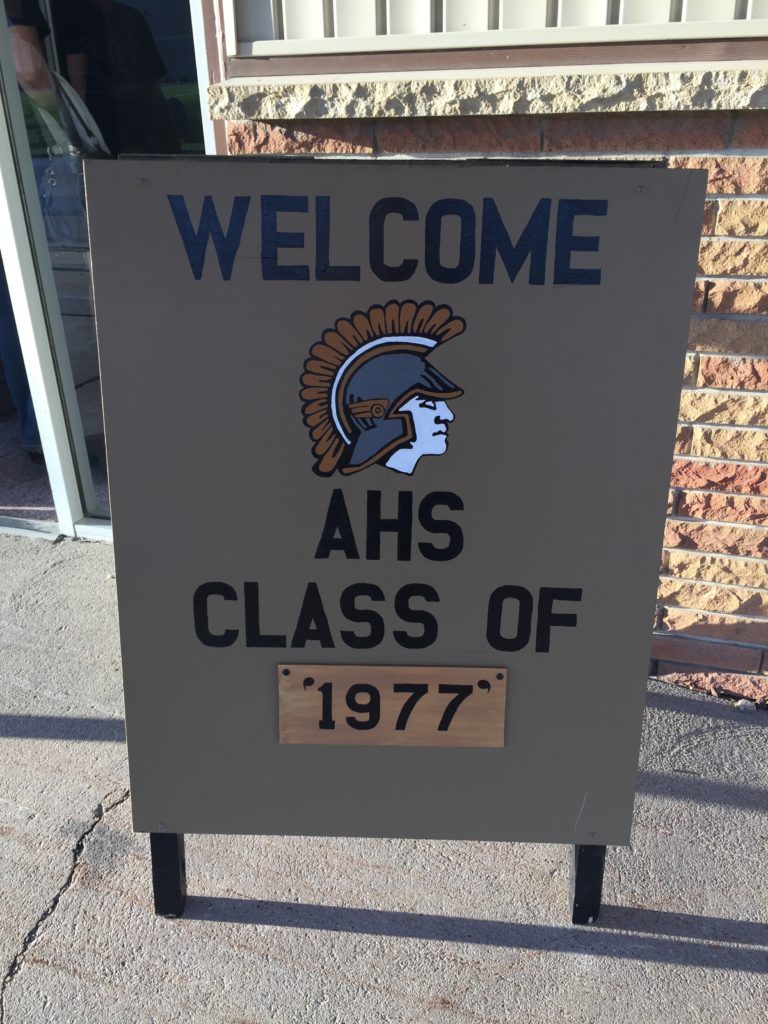 WELCOME
AHS
CLASS OF
'1977'